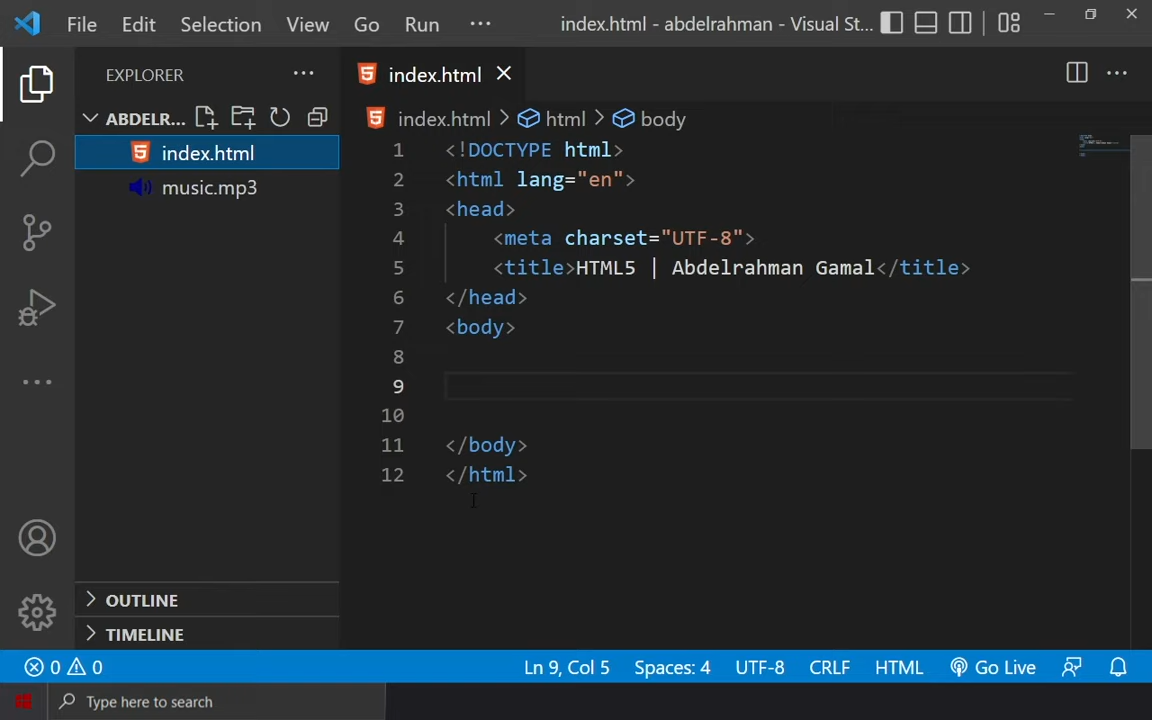 File Edit Selection View Go Run ··· index.html - abdelrahman - Visual St...
EXPLORER ··· index.html
ABDELR... index.html > html > body
index.html
music.mp3
1 <!DOCTYPE html>
2 <html lang="en">
3 <head>
4 <meta charset="UTF-8">
5 <title>HTML5 | Abdelrahman Gamal</title>
6 </head>
7 <body>
8
9
10
11 </body>
12 </html>
OUTLINE
TIMELINE
0 0 Ln 9, Col 5 Spaces: 4 UTF-8 CRLF HTML Go Live
Type here to search